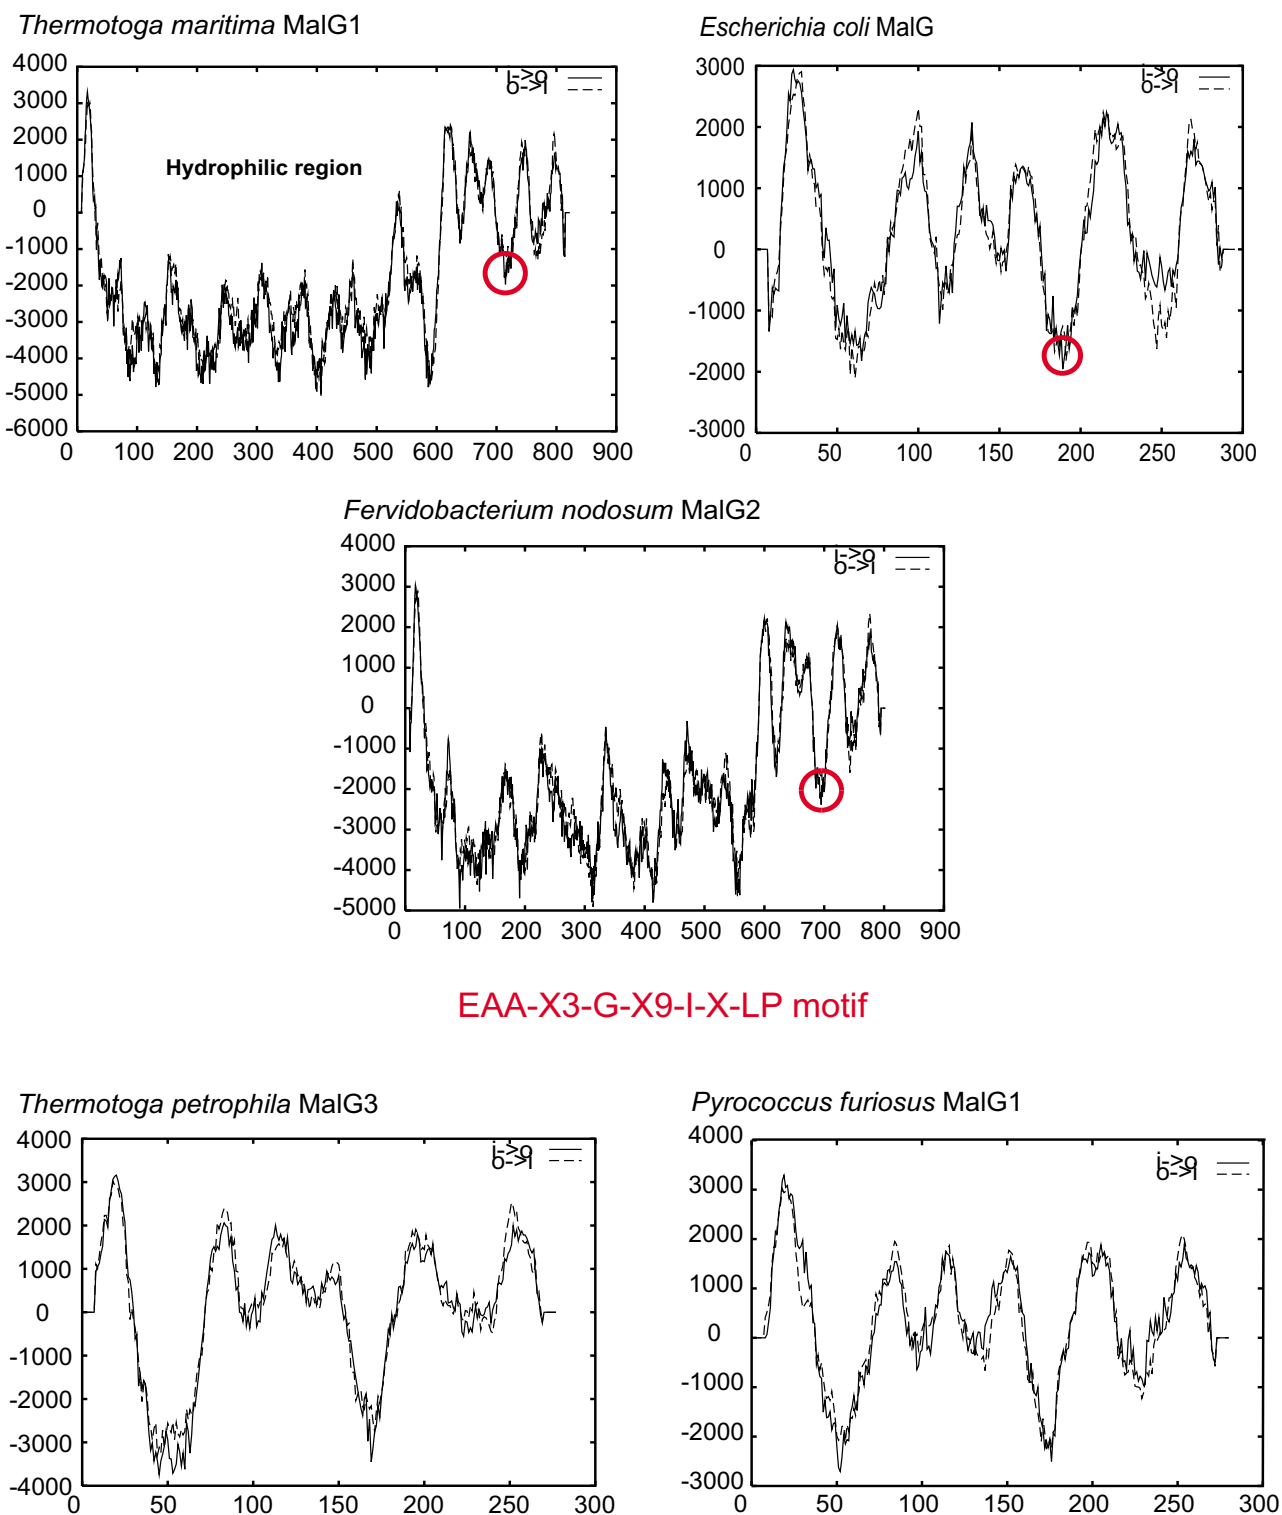 Thermotoga maritima MalG1
Escherichia coli MalG
4000
3000
2000
1000
0
-1000
-2000
-3000
-4000
-5000
-6000
0 100 200 300 400 500 600 700 800 900
i->o
o->i
Hydrophilic region
3000
2000
1000
0
-1000
-2000
-3000
0 50 100 150 200 250 300
i->o
o->i
Fervidobacterium nodosum MalG2
4000
3000
2000
1000
0
-1000
-2000
-3000
-4000
-5000
0 100 200 300 400 500 600 700 800 900
i->o
o->i
EAA-X3-G-X9-I-X-LP motif
Thermotoga petrophila MalG3
Pyrococcus furiosus MalG1
4000
3000
2000
1000
0
-1000
-2000
-3000
-4000
0 50 100 150 200 250 300
i->o
o->i
4000
3000
2000
1000
0
-1000
-2000
-3000
0 50 100 150 200 250 300
i->o
o->i